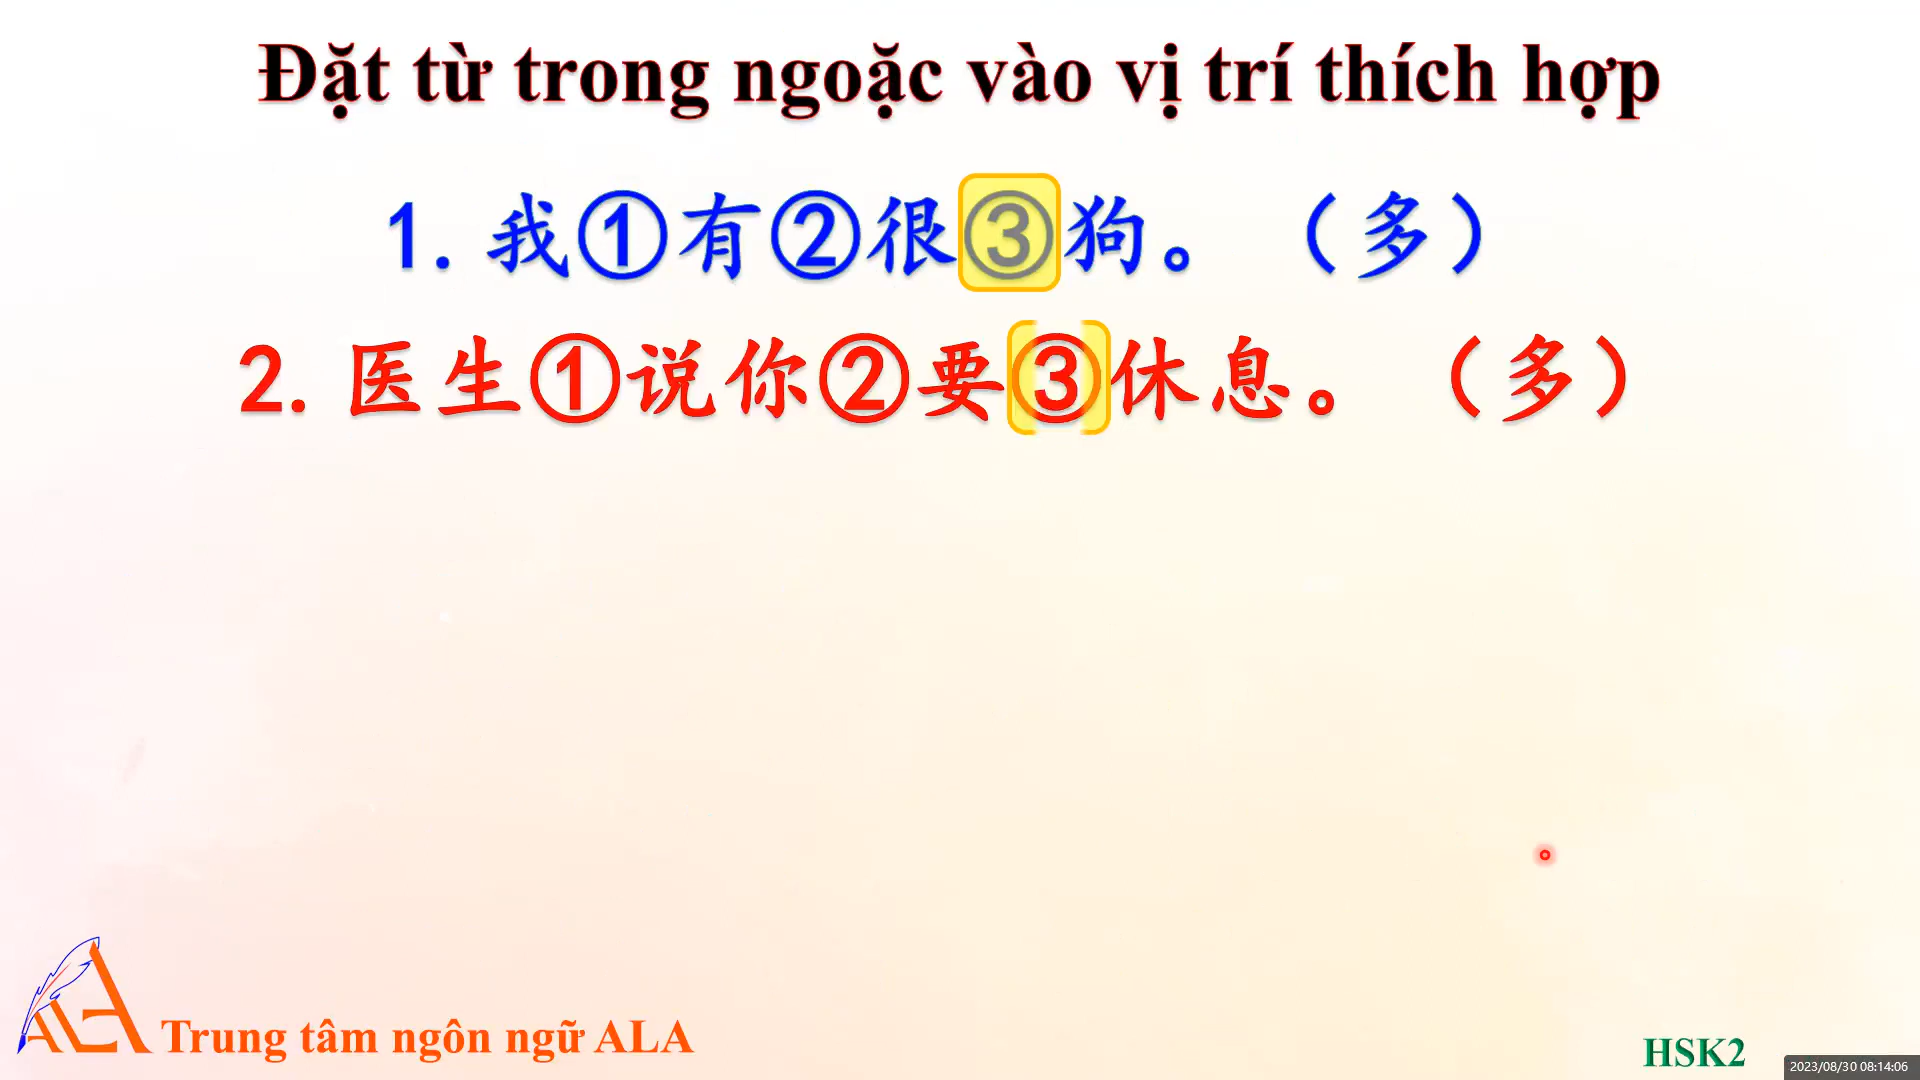 Đặt từ trong ngoặc vào vị trí thích hợp
1. 我①有②很③狗。（多）
2. 医生①说你②要③休息。（多）
ALA Trung tâm ngôn ngữ ALA
HSK2
2023/08/30 08:14:06